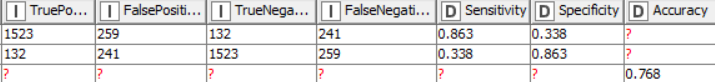 I TruePo... I FalsePositi... I TrueNega... I FalseNegati... D Sensitivity D Specificity D Accuracy
1523 259 132 241 0.863 0.338 ?
132 241 1523 259 0.338 0.863 ?
? ? ? ? ? ? 0.768